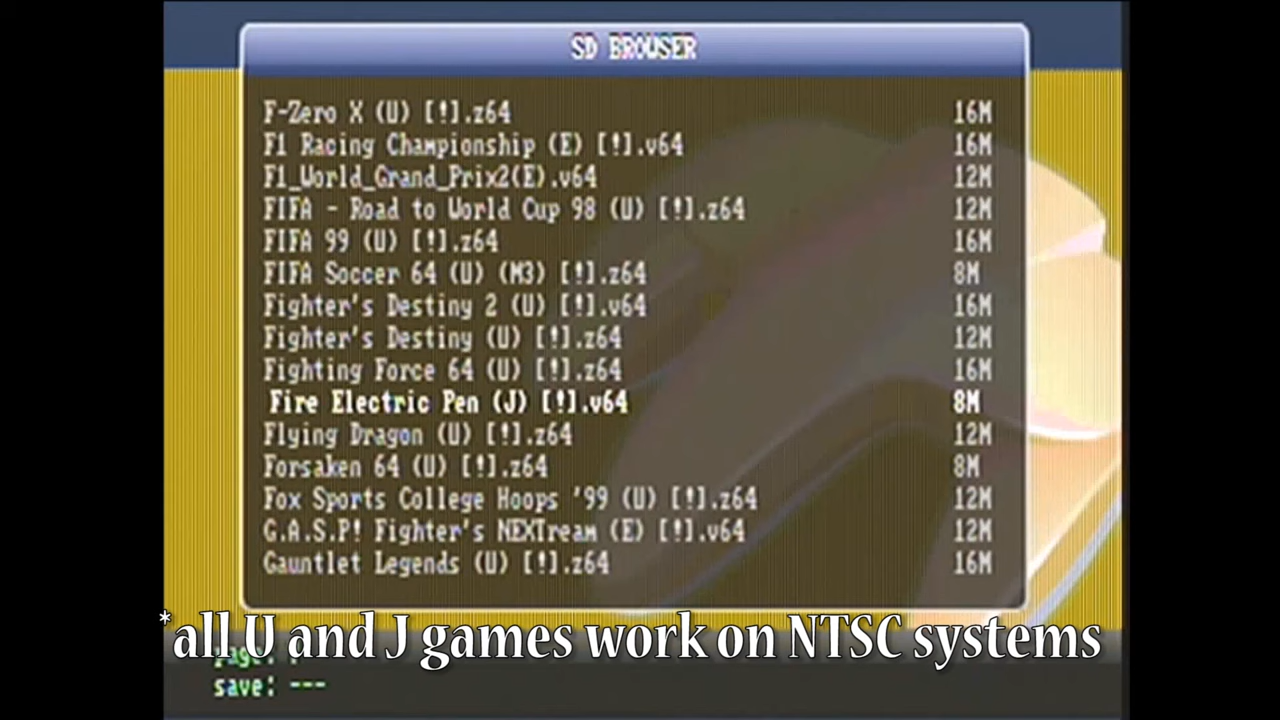 SD BROWSER
F-Zero X (U) [!].z64 16M
F1 Racing Championship (E) [!].v64 16M
F1_World_Grand_Prix2(E).v64 12M
FIFA - Road to World Cup 98 (U) [!].z64 12M
FIFA 99 (U) [!].z64 16M
FIFA Soccer 64 (U) (M3) [!].z64 8M
Fighter's Destiny 2 (U) [!].v64 16M
Fighter's Destiny (U) [!].z64 12M
Fighting Force 64 (U) [!].z64 16M
Fire Electric Pen (J) [!].v64 8M
Flying Dragon (U) [!].z64 12M
Forsaken 64 (U) [!].z64 8M
Fox Sports College Hoops '99 (U) [!].z64 12M
G.A.S.P! Fighter's NEXTream (E) [!].v64 12M
Gauntlet Legends (U) [!].z64 16M
*all U and J games work on NTSC systems
page:
save: ---